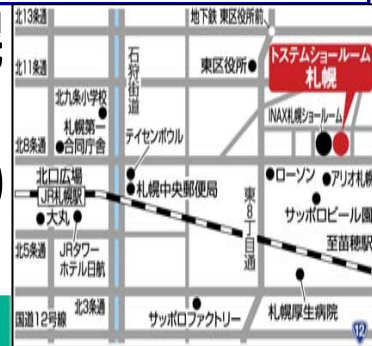 北13条通
地下鉄 東区役所前
北11条通
石狩街道
東区役所
トステムショールーム
札幌
北九条小学校
INAX札幌ショールーム
札幌第一
合同庁舎
テイセンボウル
北8条通
北口広場
JR札幌駅
札幌中央郵便局
ローソン
アリオ札幌
サッポロビール園
大丸
東8丁目通
至苗穂駅
北5条通
JRタワー
ホテル日航
北3条通
国道12号線
サッポロファクトリー
札幌厚生病院
12